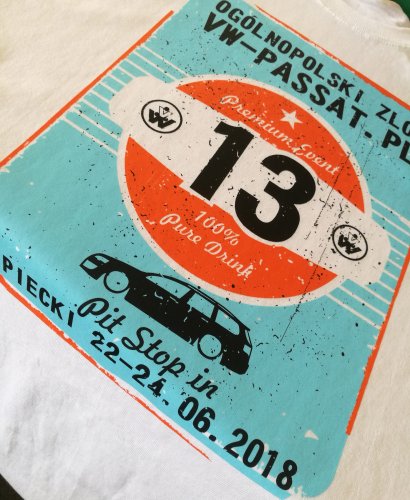 OGÓLNOPOLSKI ZLO
VW-PASSAT.PL
Premium Event
13
100%
Pure Drink
Pit Stop in
PIECKI 22-24.06.2018